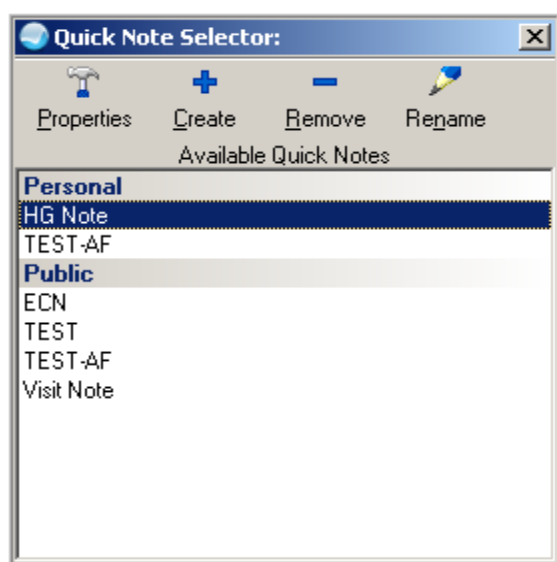 Quick Note Selector:
Properties Create Remove Rename
Available Quick Notes
Personal
HG Note
TEST-AF
Public
ECN
TEST
TEST-AF
Visit Note